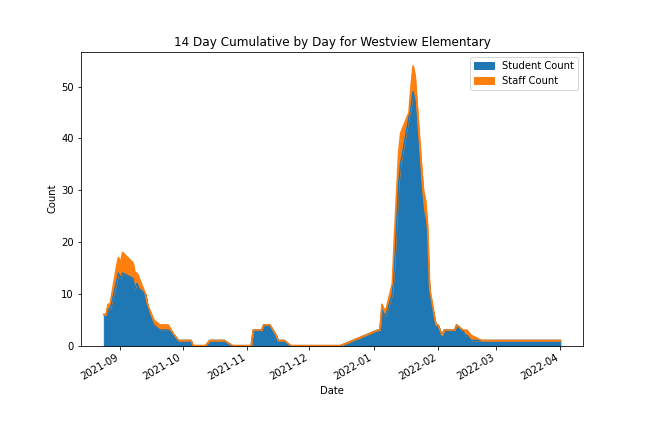 14 Day Cumulative by Day for Westview Elementary
Student Count
Staff Count
Count
50
40
30
20
10
0
2021-09
2021-10
2021-11
2021-12
2022-01
2022-02
2022-03
2022-04
Date